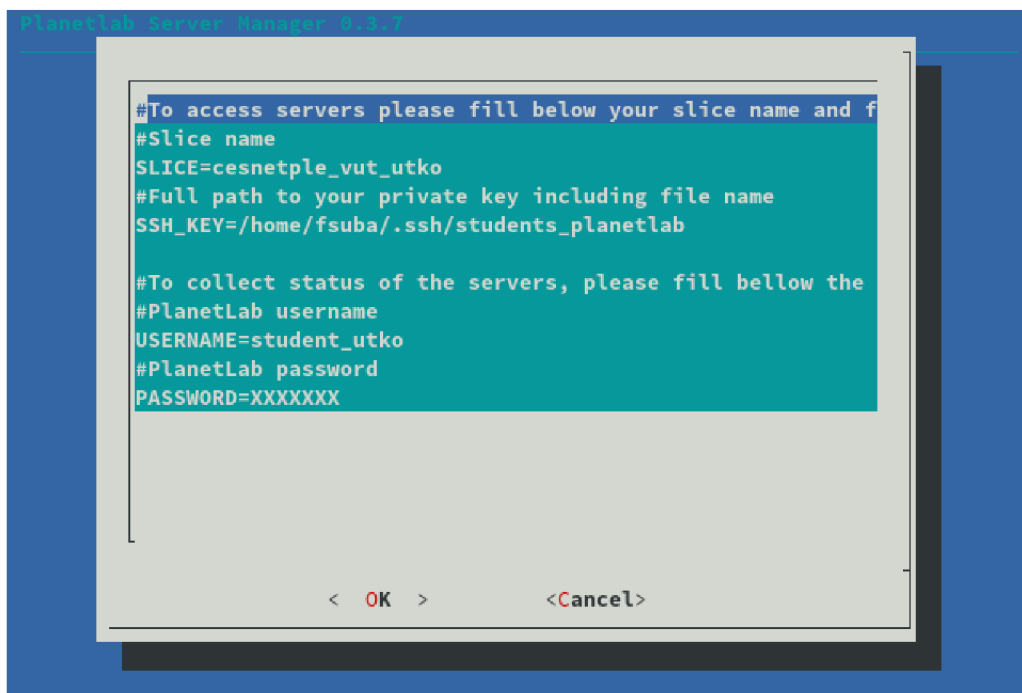 Planetlab Server Manager 0.3.7
#To access servers please fill below your slice name and f
#Slice name
SLICE=cesnetple_vut_utko
#Full path to your private key including file name
SSH_KEY=/home/fsuba/.ssh/students_planetlab
#To collect status of the servers, please fill bellow the
#PlanetLab username
USERNAME=student_utko
#PlanetLab password
PASSWORD=XXXXXXX
< OK > <Cancel>